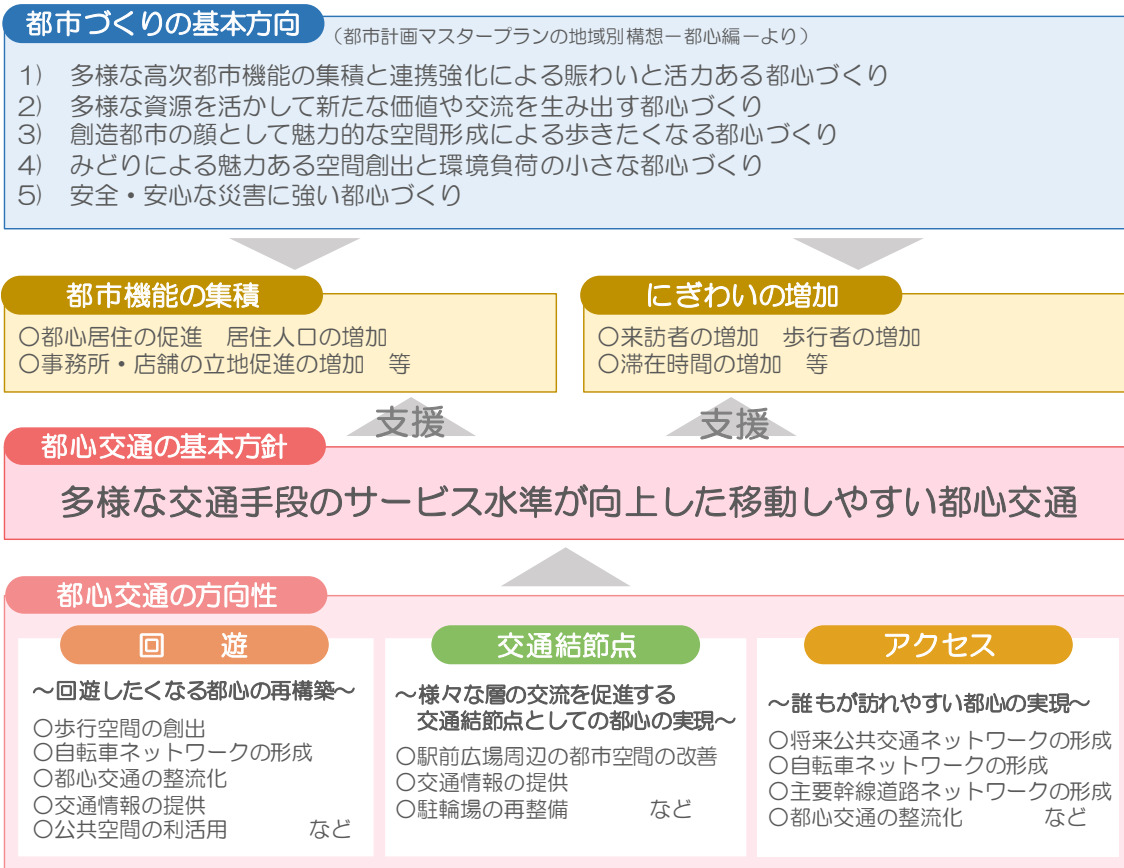 都市づくりの基本方向
（都市計画マスタープランの地域別構想－都心編－より）
1) 多様な高次都市機能の集積と連携強化による賑わいと活力ある都心づくり
2) 多様な資源を活かして新たな価値や交流を生み出す都心づくり
3) 創造都市の顔として魅力的な空間形成による歩きたくなる都心づくり
4) みどりによる魅力ある空間創出と環境負荷の小さな都心づくり
5) 安全・安心な災害に強い都心づくり
都市機能の集積
○都心居住の促進　居住人口の増加
○事務所・店舗の立地促進の増加　等
にぎわいの増加
○来訪者の増加　歩行者の増加
○滞在時間の増加　等
支援
支援
都心交通の基本方針
多様な交通手段のサービス水準が向上した移動しやすい都心交通
都心交通の方向性
回　遊
～回遊したくなる都心の再構築～
○歩行空間の創出
○自転車ネットワークの形成
○都心交通の整流化
○交通情報の提供
○公共空間の利活用　など
交通結節点
～様々な層の交流を促進する
交通結節点としての都心の実現～
○駅前広場周辺の都市空間の改善
○交通情報の提供
○駐輪場の再整備　など
アクセス
～誰もが訪れやすい都心の実現～
○将来公共交通ネットワークの形成
○自転車ネットワークの形成
○主要幹線道路ネットワークの形成
○都心交通の整流化　など